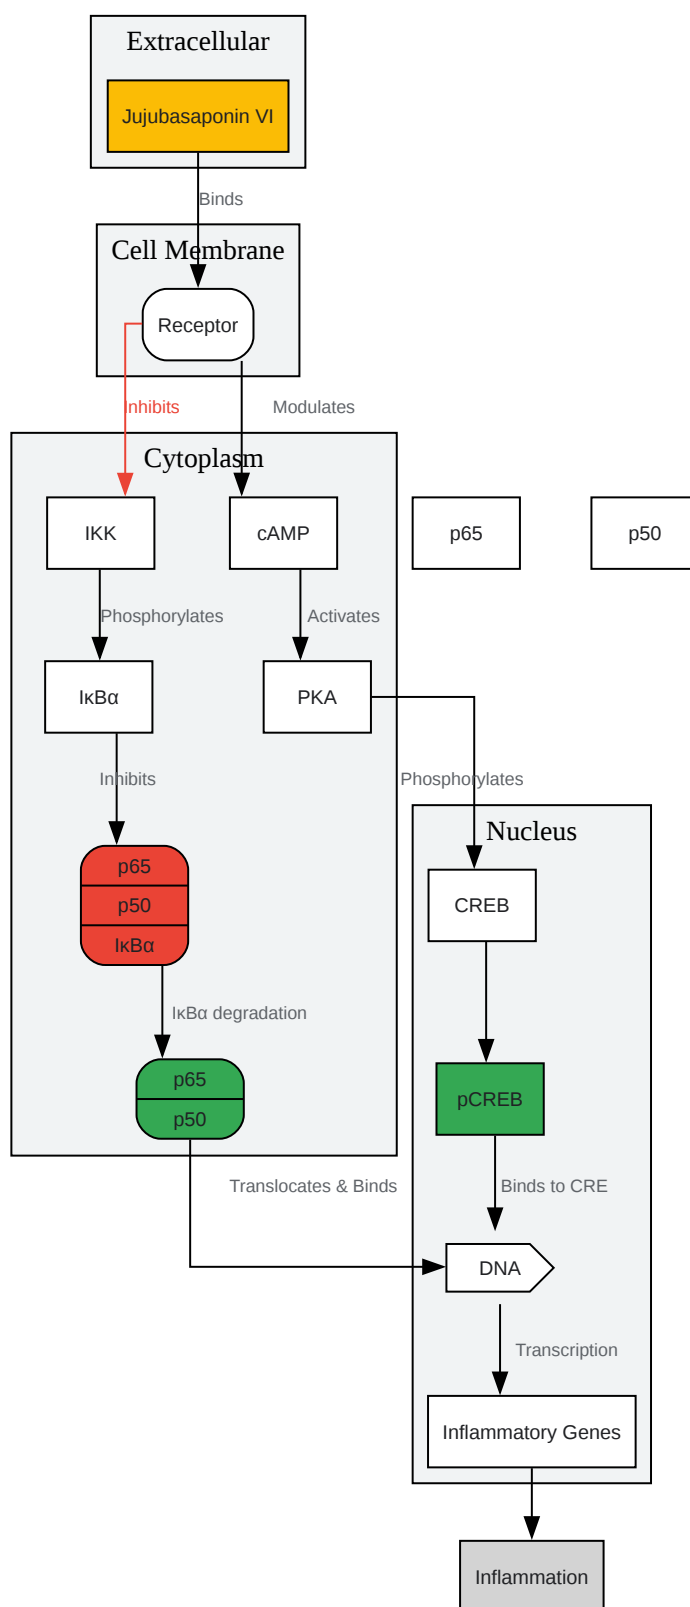 Extracellular
Jujubasaponin VI
Binds
Cell Membrane
Receptor
Inhibits
Modulates
Cytoplasm
IKK
cAMP
p65
p50
Phosphorylates
Activates
IκBα
PKA
Inhibits
Phosphorylates
Nucleus
p65
p50
IκBα
CREB
IκBα degradation
p65
p50
pCREB
Translocates & Binds
Binds to CRE
DNA
Transcription
Inflammatory Genes
Inflammation